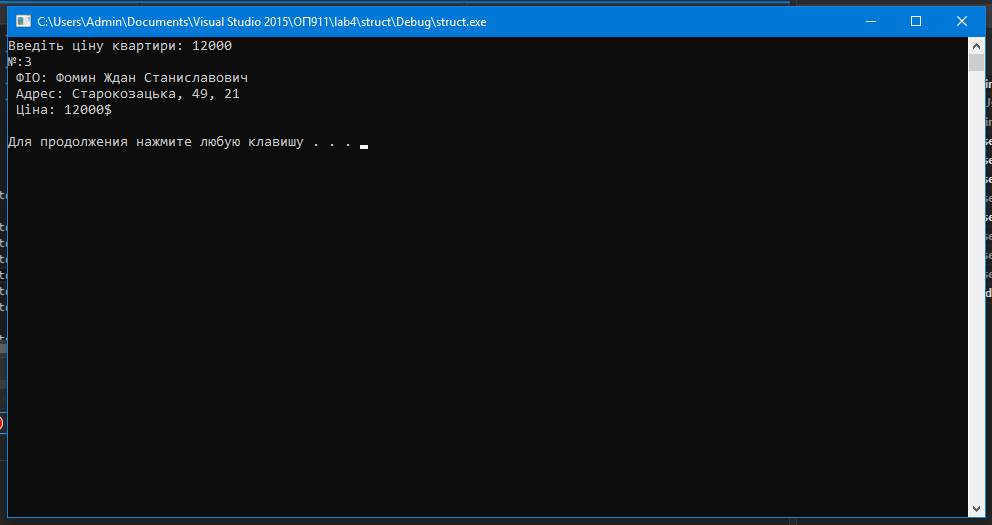 C:\Users\Admin\Documents\Visual Studio 2015\ОП911\lab4\struct\Debug\struct.exe
Введіть ціну квартири: 12000
№:3
ФІО: Фомин Ждан Станиславович
Адрес: Старокозацька, 49, 21
Ціна: 12000$
Для продолжения нажмите любую клавишу . . .